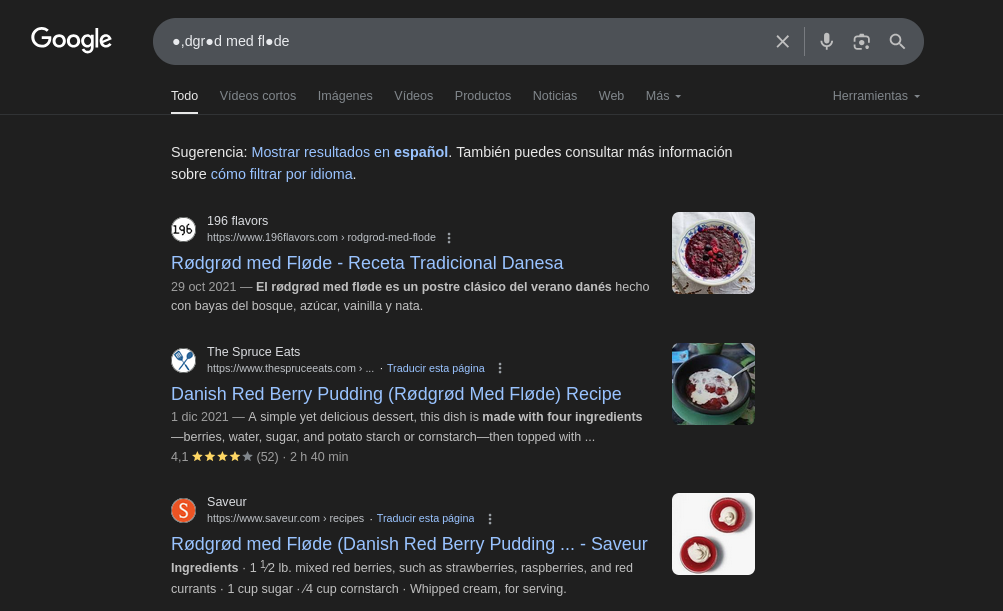 Google
●,dgr●d med fl●de
Todo Vídeos cortos Imágenes Vídeos Productos Noticias Web Más Herramientas
Sugerencia: Mostrar resultados en español. También puedes consultar más información
sobre cómo filtrar por idioma.
196 196 flavors
https://www.196flavors.com › rodgrod-med-flode
Rødgrød med Fløde - Receta Tradicional Danesa
29 oct 2021 — El rødgrød med fløde es un postre clásico del verano danés hecho
con bayas del bosque, azúcar, vainilla y nata.
The Spruce Eats
https://www.thespruceeats.com › ... · Traducir esta página
Danish Red Berry Pudding (Rødgrød Med Fløde) Recipe
1 dic 2021 — A simple yet delicious dessert, this dish is made with four ingredients
—berries, water, sugar, and potato starch or cornstarch—then topped with ...
4,1 ★★★★★ (52) · 2 h 40 min
S Saveur
https://www.saveur.com › recipes · Traducir esta página
Rødgrød med Fløde (Danish Red Berry Pudding ... - Saveur
Ingredients · 1 1⁄2 lb. mixed red berries, such as strawberries, raspberries, and red
currants · 1 cup sugar · ⁄4 cup cornstarch · Whipped cream, for serving.